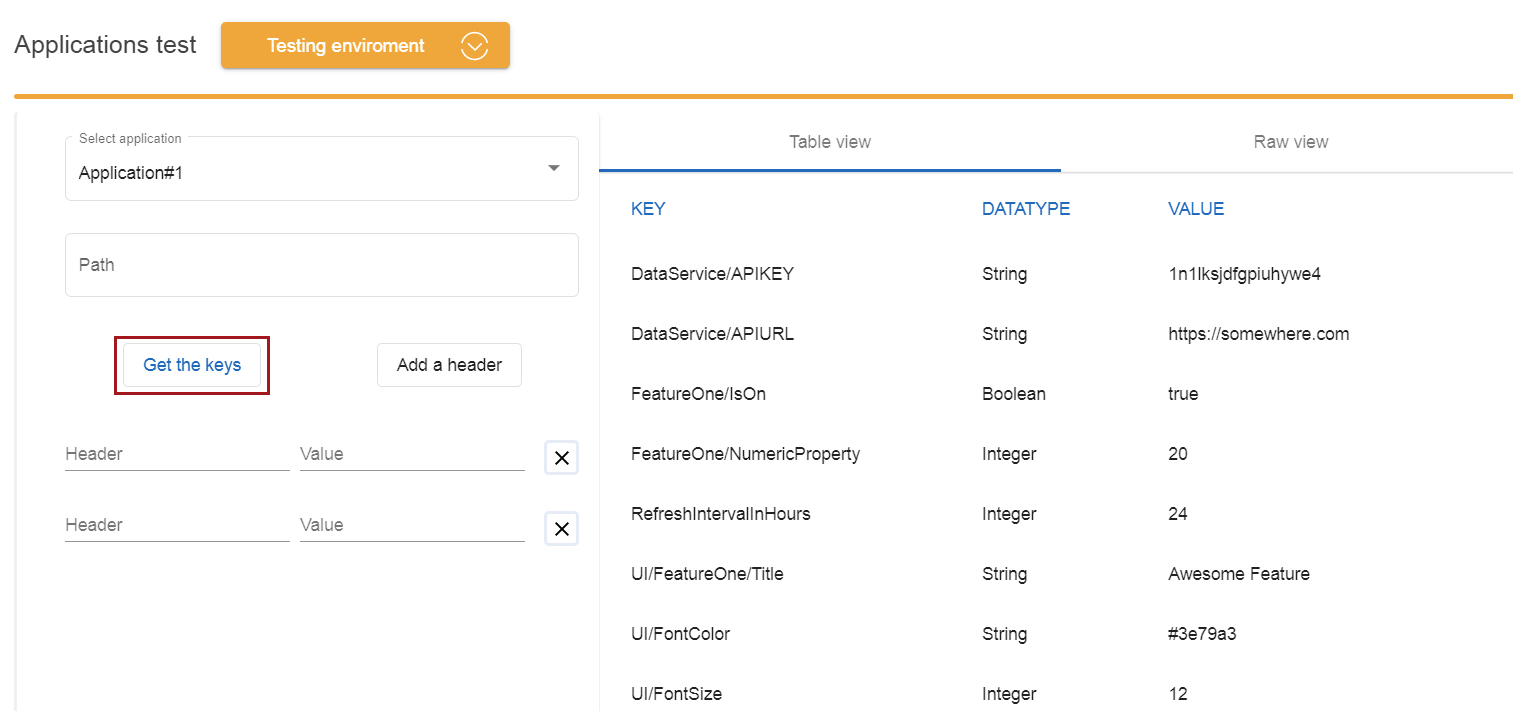 Applications test
Testing enviroment
Select application
Application#1
Path
Get the keys
Add a header
Header Value
Header Value
Table view Raw view
KEY DATATYPE VALUE
DataService/APIKEY String 1n1lksjdfgpiuhywe4
DataService/APIURL String https://somewhere.com
FeatureOne/IsOn Boolean true
FeatureOne/NumericProperty Integer 20
RefreshIntervalInHours Integer 24
UI/FeatureOne/Title String Awesome Feature
UI/FontColor String #3e79a3
UI/FontSize Integer 12